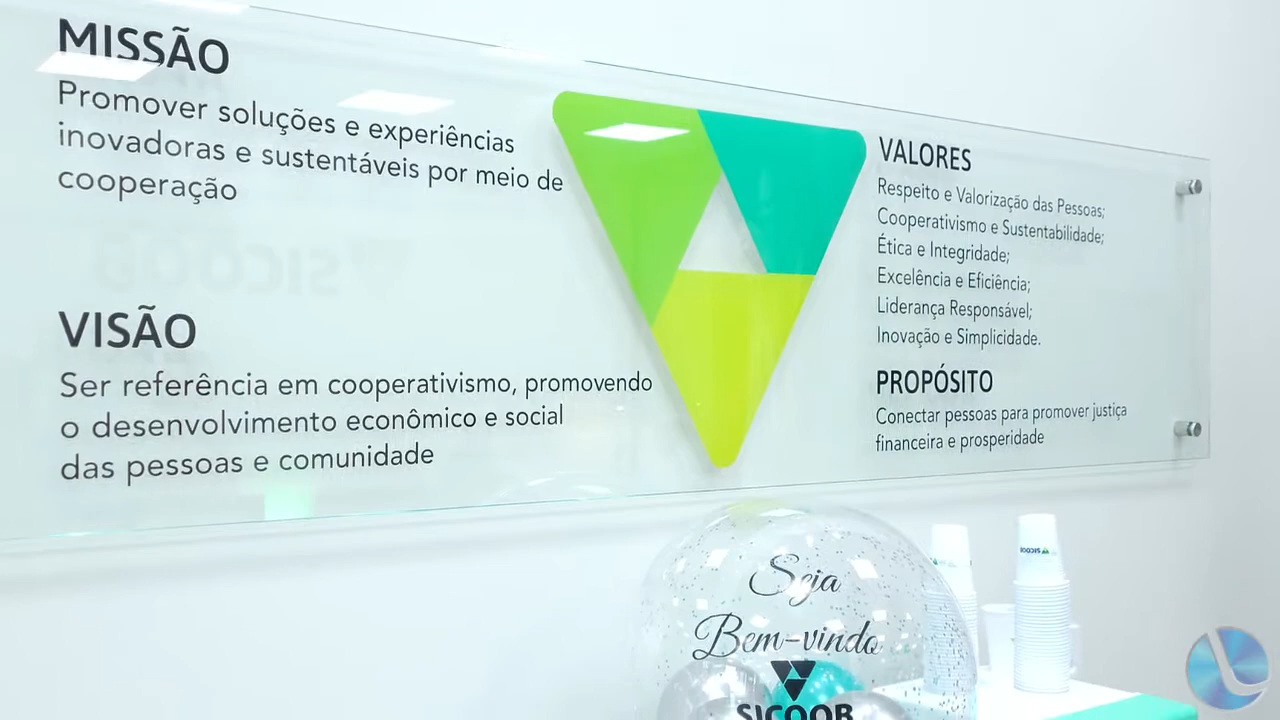 MISSÃO
Promover soluções e experiências
inovadoras e sustentáveis por meio de
cooperação
VISÃO
Ser referência em cooperativismo, promovendo
o desenvolvimento econômico e social
das pessoas e comunidade
VALORES
Respeito e Valorização das Pessoas;
Cooperativismo e Sustentabilidade;
Ética e Integridade;
Excelência e Eficiência;
Liderança Responsável;
Inovação e Simplicidade.
PROPÓSITO
Conectar pessoas para promover justiça
financeira e prosperidade
Seja
Bem-vindo
SICOOB